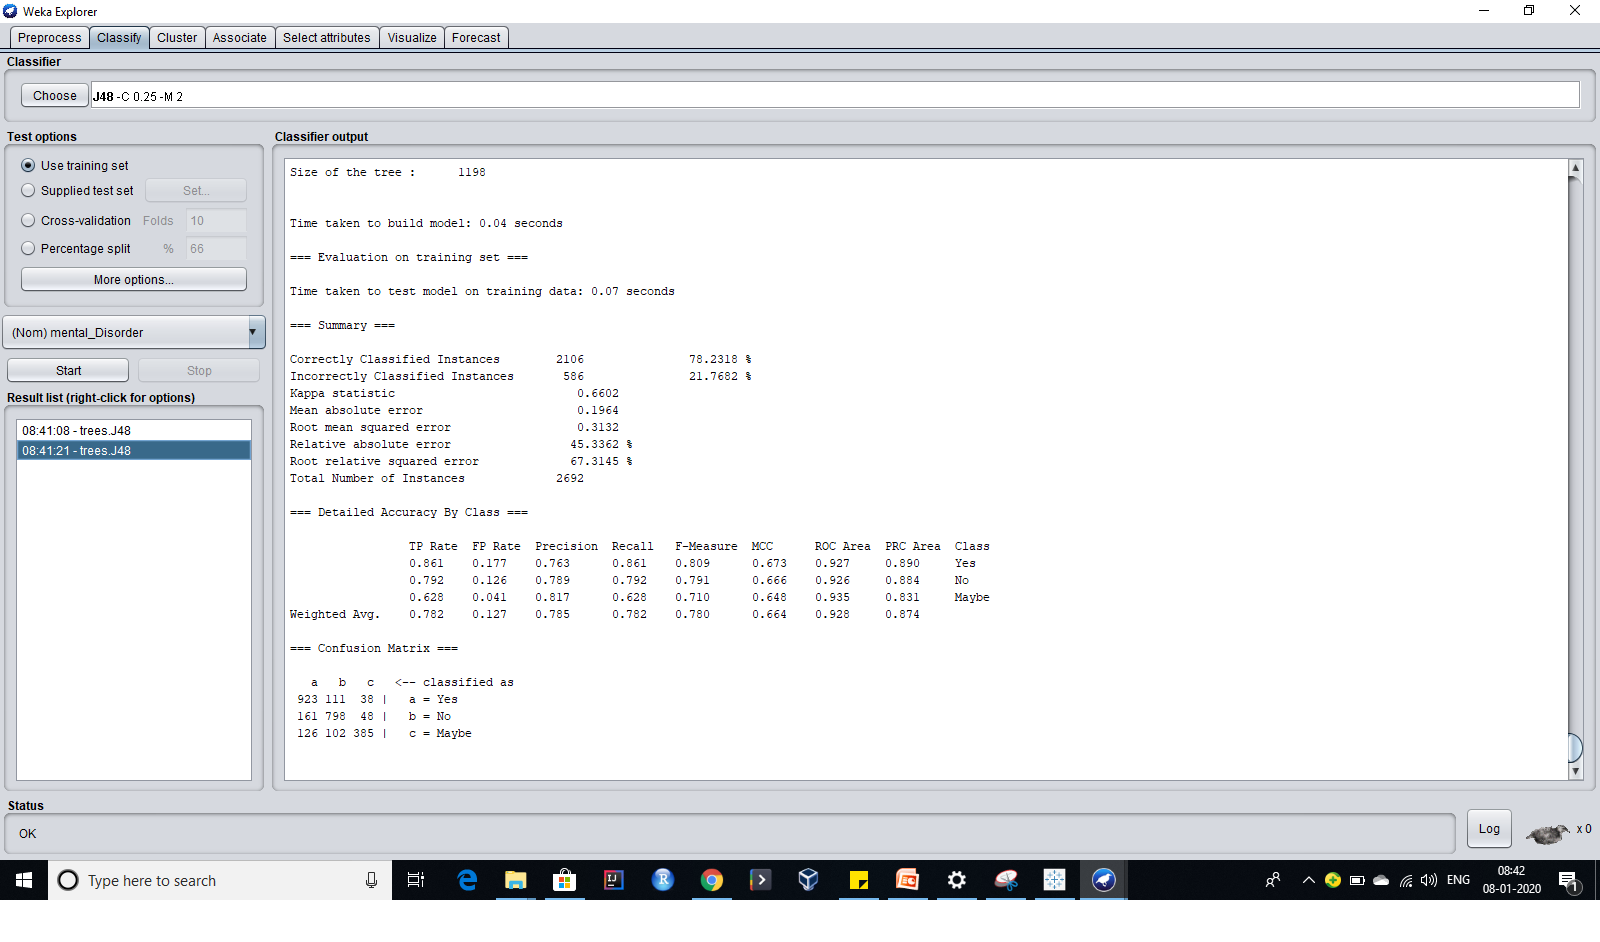 Weka Explorer
Preprocess Classify Cluster Associate Select attributes Visualize Forecast
Classifier
Choose J48 -C 0.25 -M 2
Test options
Use training set
Supplied test set Set...
Cross-validation Folds 10
Percentage split % 66
More options...
(Nom) mental_Disorder
Start Stop
Result list (right-click for options)
08:41:08 - trees.J48
08:41:21 - trees.J48
Classifier output
Size of the tree : 1198
Time taken to build model: 0.04 seconds
=== Evaluation on training set ===
Time taken to test model on training data: 0.07 seconds
=== Summary ===
Correctly Classified Instances 2106 78.2318 %
Incorrectly Classified Instances 586 21.7682 %
Kappa statistic 0.6602
Mean absolute error 0.1964
Root mean squared error 0.3132
Relative absolute error 45.3362 %
Root relative squared error 67.3145 %
Total Number of Instances 2692
=== Detailed Accuracy By Class ===
TP Rate FP Rate Precision Recall F-Measure MCC ROC Area PRC Area Class
0.861 0.177 0.763 0.861 0.809 0.673 0.927 0.890 Yes
0.792 0.126 0.789 0.792 0.791 0.666 0.926 0.884 No
0.628 0.041 0.817 0.628 0.710 0.648 0.935 0.831 Maybe
Weighted Avg. 0.782 0.127 0.785 0.782 0.780 0.664 0.928 0.874
=== Confusion Matrix ===
a b c <-- classified as
923 111 38 | a = Yes
161 798 48 | b = No
126 102 385 | c = Maybe
Status
OK
Log x 0
Type here to search
ENG
08:42
08-01-2020
1